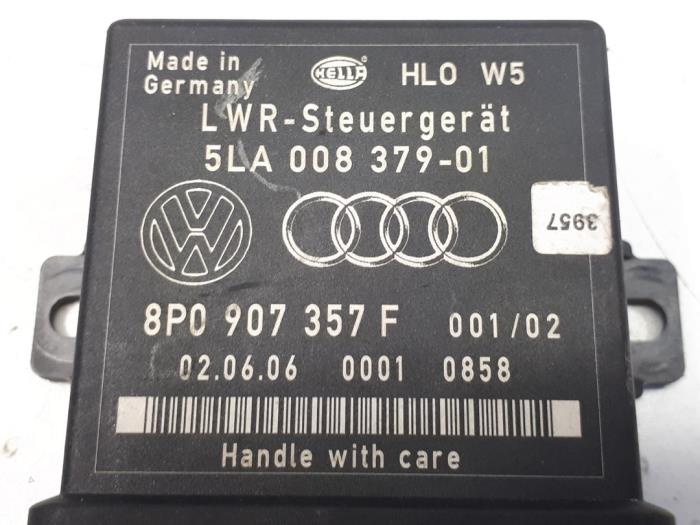 Made in
Germany
HELLA
HL0 W5
LWR-Steuergerät
5LA 008 379-01
3957
8P0 907 357 F 001/02
02.06.06 0001 0858
Handle with care